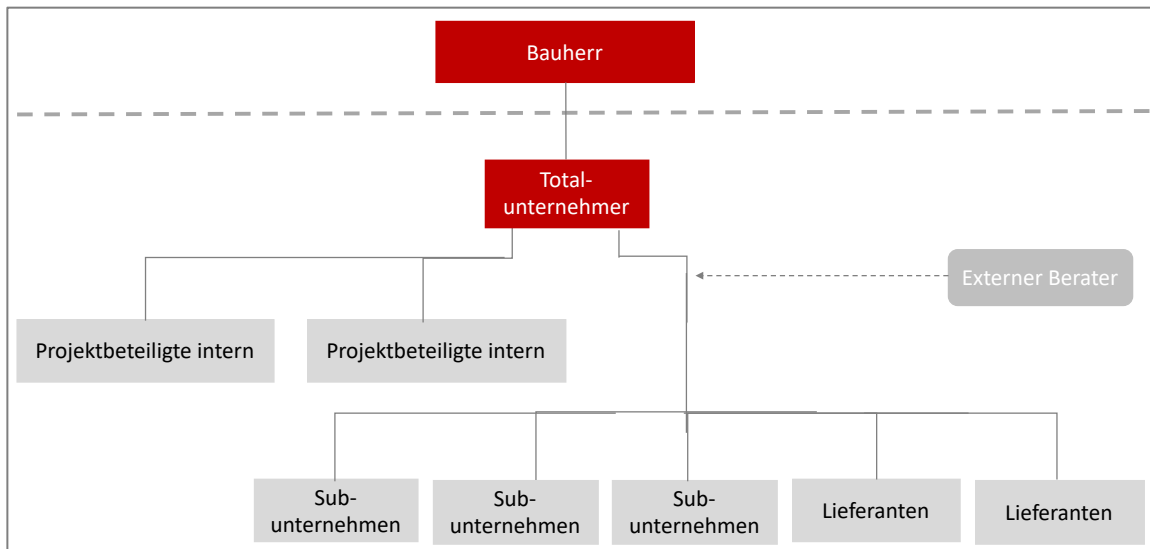 Bauherr
Total-
unternehmer
Externer Berater
Projektbeteiligte intern
Projektbeteiligte intern
Sub-
unternehmen
Sub-
unternehmen
Sub-
unternehmen
Lieferanten
Lieferanten